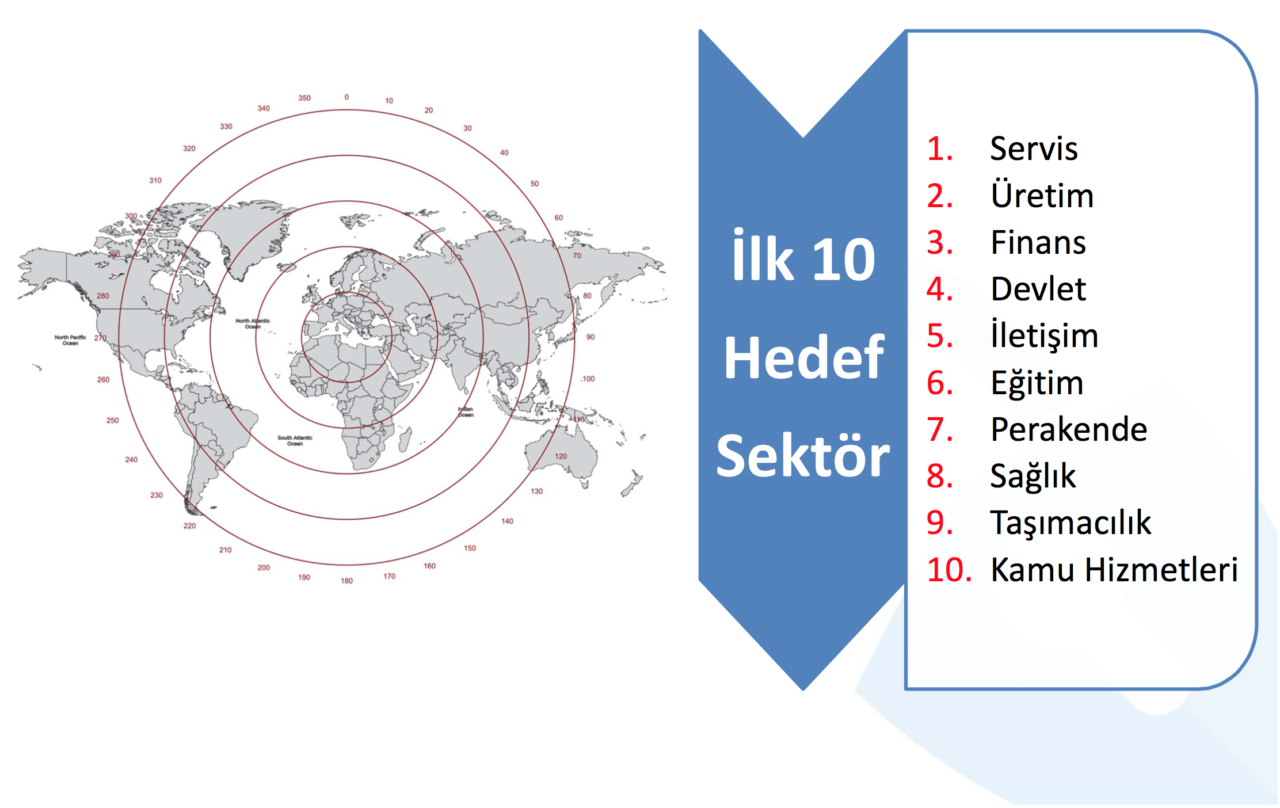 350
0
10
340
20
330
30
320
40
310
50
300
60
290
70
280
80
North Atlantic
Ocean
North Pacific
Ocean
270
90
260
100
Indian
Ocean
250
110
South Atlantic
Ocean
240
120
230
130
220
140
210
150
200
160
190
180
170
İlk 10
Hedef
Sektör
1. Servis
2. Üretim
3. Finans
4. Devlet
5. İletişim
6. Eğitim
7. Perakende
8. Sağlık
9. Taşımacılık
10. Kamu Hizmetleri